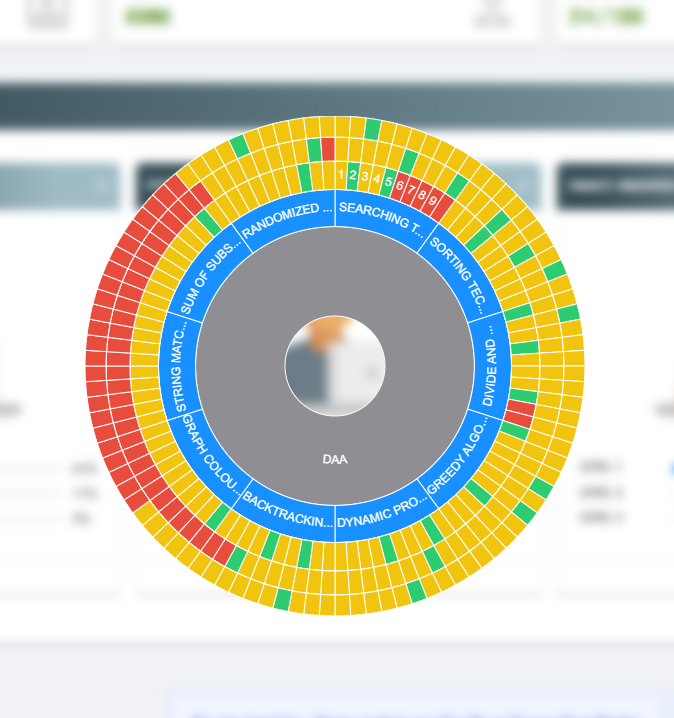 SEARCHING T...
SORTING TEC...
DIVIDE AND ...
GREEDY ALGO...
DYNAMIC PRO...
BACKTRACKIN...
GRAPH COLOU...
STRING MATC...
SUM OF SUBS...
RANDOMIZED ...
1 2 3 4 5 6 7 8 9
DAA